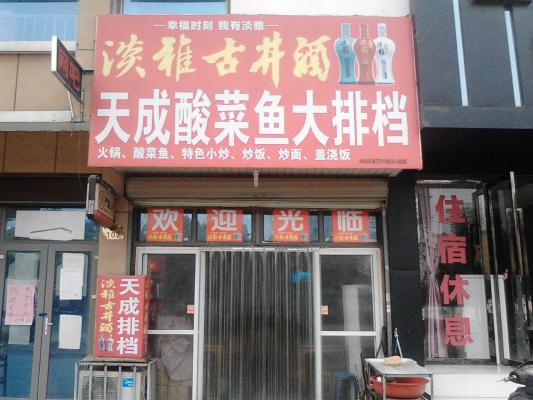 幸福时刻 我有淡雅
淡雅古井酒
天成酸菜鱼大排档
火锅、酸菜鱼、特色小炒、炒饭、炒面、盖浇饭
网吧
欢迎光临
住宿休息
淡雅古井酒
天成排档